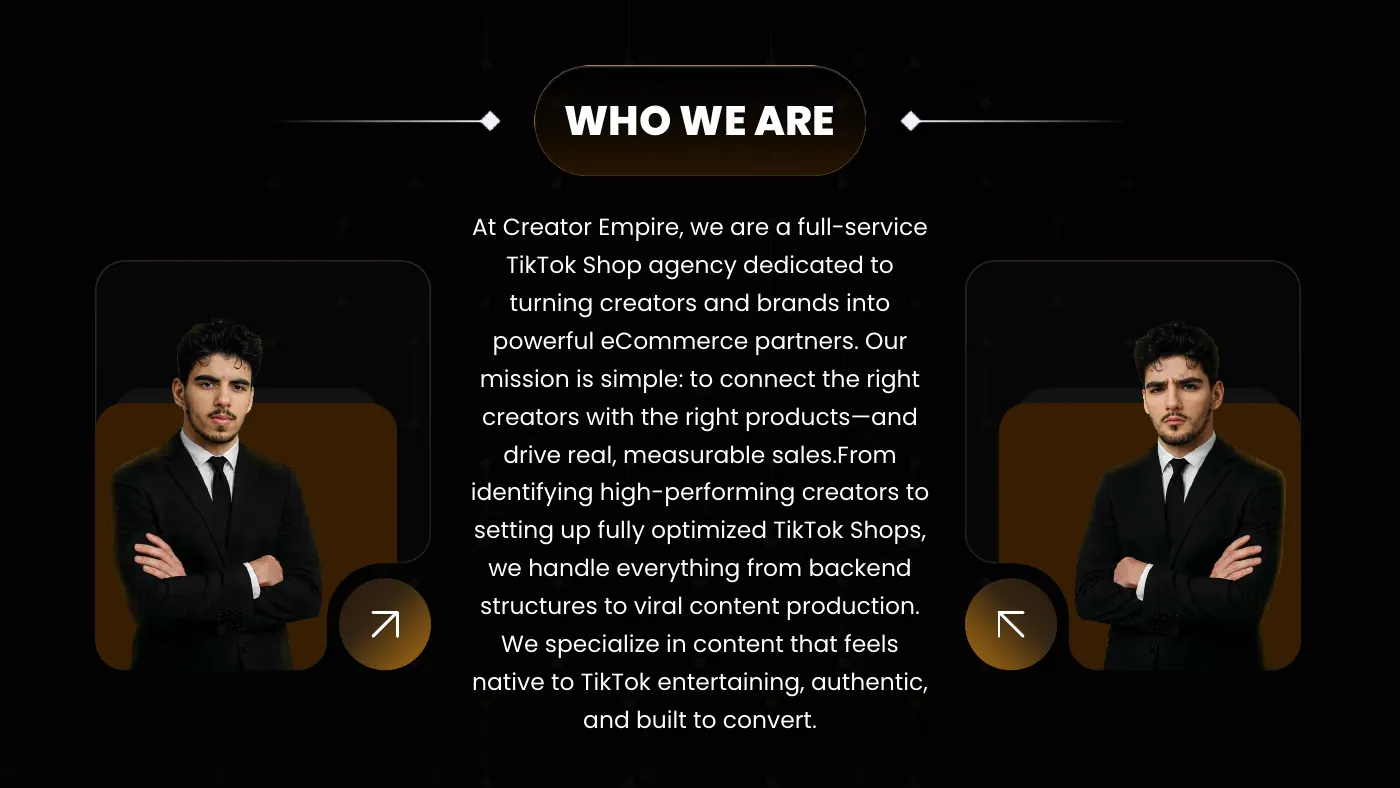 WHO WE ARE
At Creator Empire, we are a full-service
TikTok Shop agency dedicated to
turning creators and brands into
powerful eCommerce partners. Our
mission is simple: to connect the right
creators with the right products—and
drive real, measurable sales.From
identifying high-performing creators to
setting up fully optimized TikTok Shops,
we handle everything from backend
structures to viral content production.
We specialize in content that feels
native to TikTok entertaining, authentic,
and built to convert.